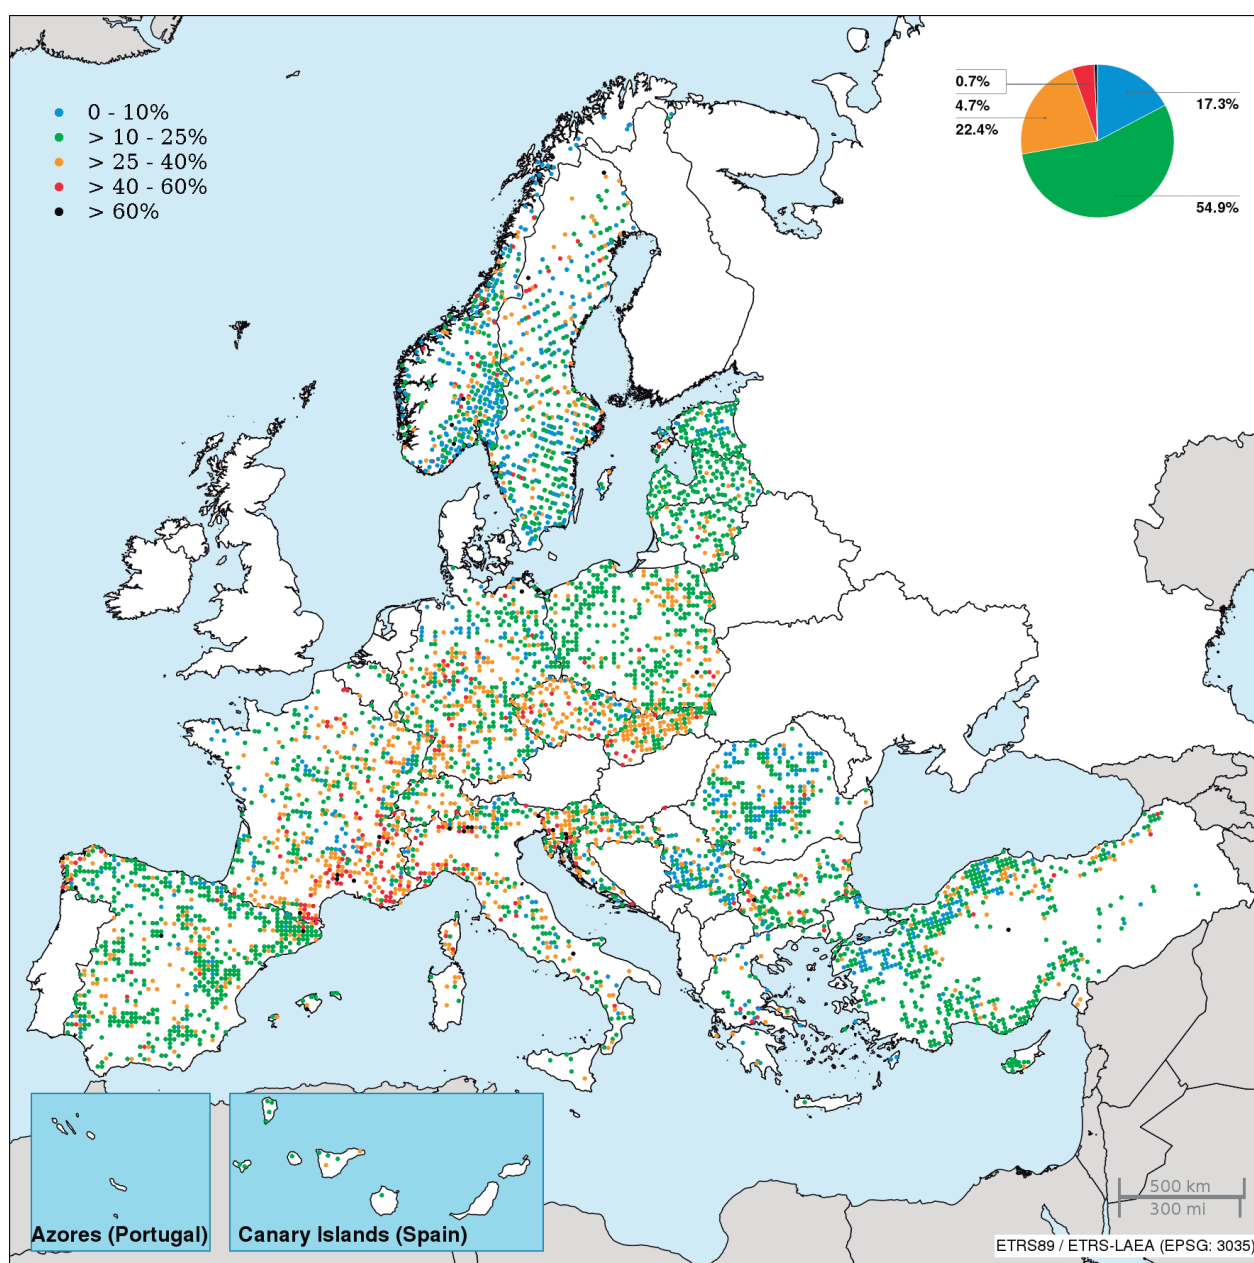 0 - 10%
> 10 - 25%
> 25 - 40%
> 40 - 60%
> 60%
0.7%
4.7%
22.4%
17.3%
54.9%
Azores (Portugal)
Canary Islands (Spain)
500 km
300 mi
ETRS89 / ETRS-LAEA (EPSG: 3035)